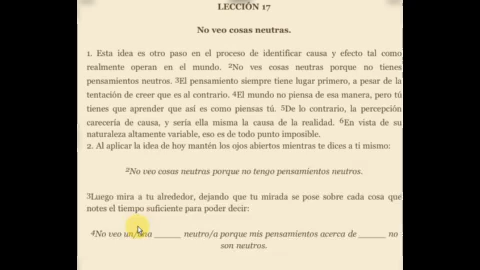 LECCIÓN 17
No veo cosas neutras.
1. Esta idea es otro paso en el proceso de identificar causa y efecto tal como
realmente operan en el mundo. ²No ves cosas neutras porque no tienes
pensamientos neutros. ³El pensamiento siempre tiene lugar primero, a pesar de la
tentación de creer que es al contrario. ⁴El mundo no piensa de esa manera, pero tú
tienes que aprender que así es como piensas tú. ⁵De lo contrario, la percepción
carecería de causa, y sería ella misma la causa de la realidad. ⁶En vista de su
naturaleza altamente variable, eso es de todo punto imposible.
2. Al aplicar la idea de hoy mantén los ojos abiertos mientras te dices a ti mismo:
²No veo cosas neutras porque no tengo pensamientos neutros.
³Luego mira a tu alrededor, dejando que tu mirada se pose sobre cada cosa que
notes el tiempo suficiente para poder decir:
⁴No veo un/una ______ neutro/a porque mis pensamientos acerca de ______ no
son neutros.